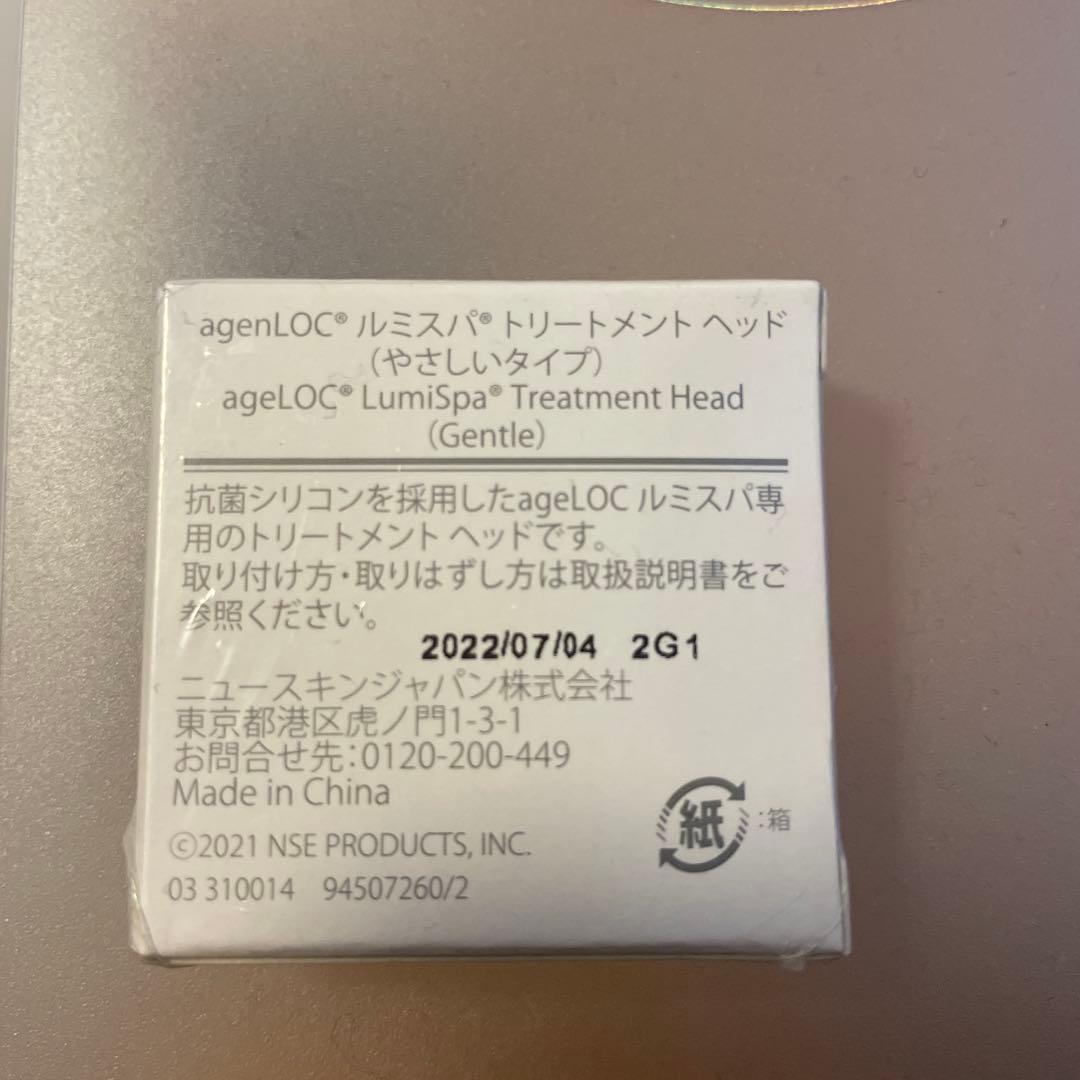 agenLOC® ルミスパ® トリートメント ヘッド
（やさしいタイプ）
ageLOC® LumiSpa® Treatment Head
（Gentle）
抗菌シリコンを採用したageLOC ルミスパ専
用のトリートメント ヘッドです。
取り付け方・取りはずし方は取扱説明書をご
参照ください。
2022/07/04 2G1
ニュースキンジャパン株式会社
東京都港区虎ノ門1-3-1
お問合せ先：0120-200-449
Made in China
紙：箱
©2021 NSE PRODUCTS, INC.
03 310014 94507260/2